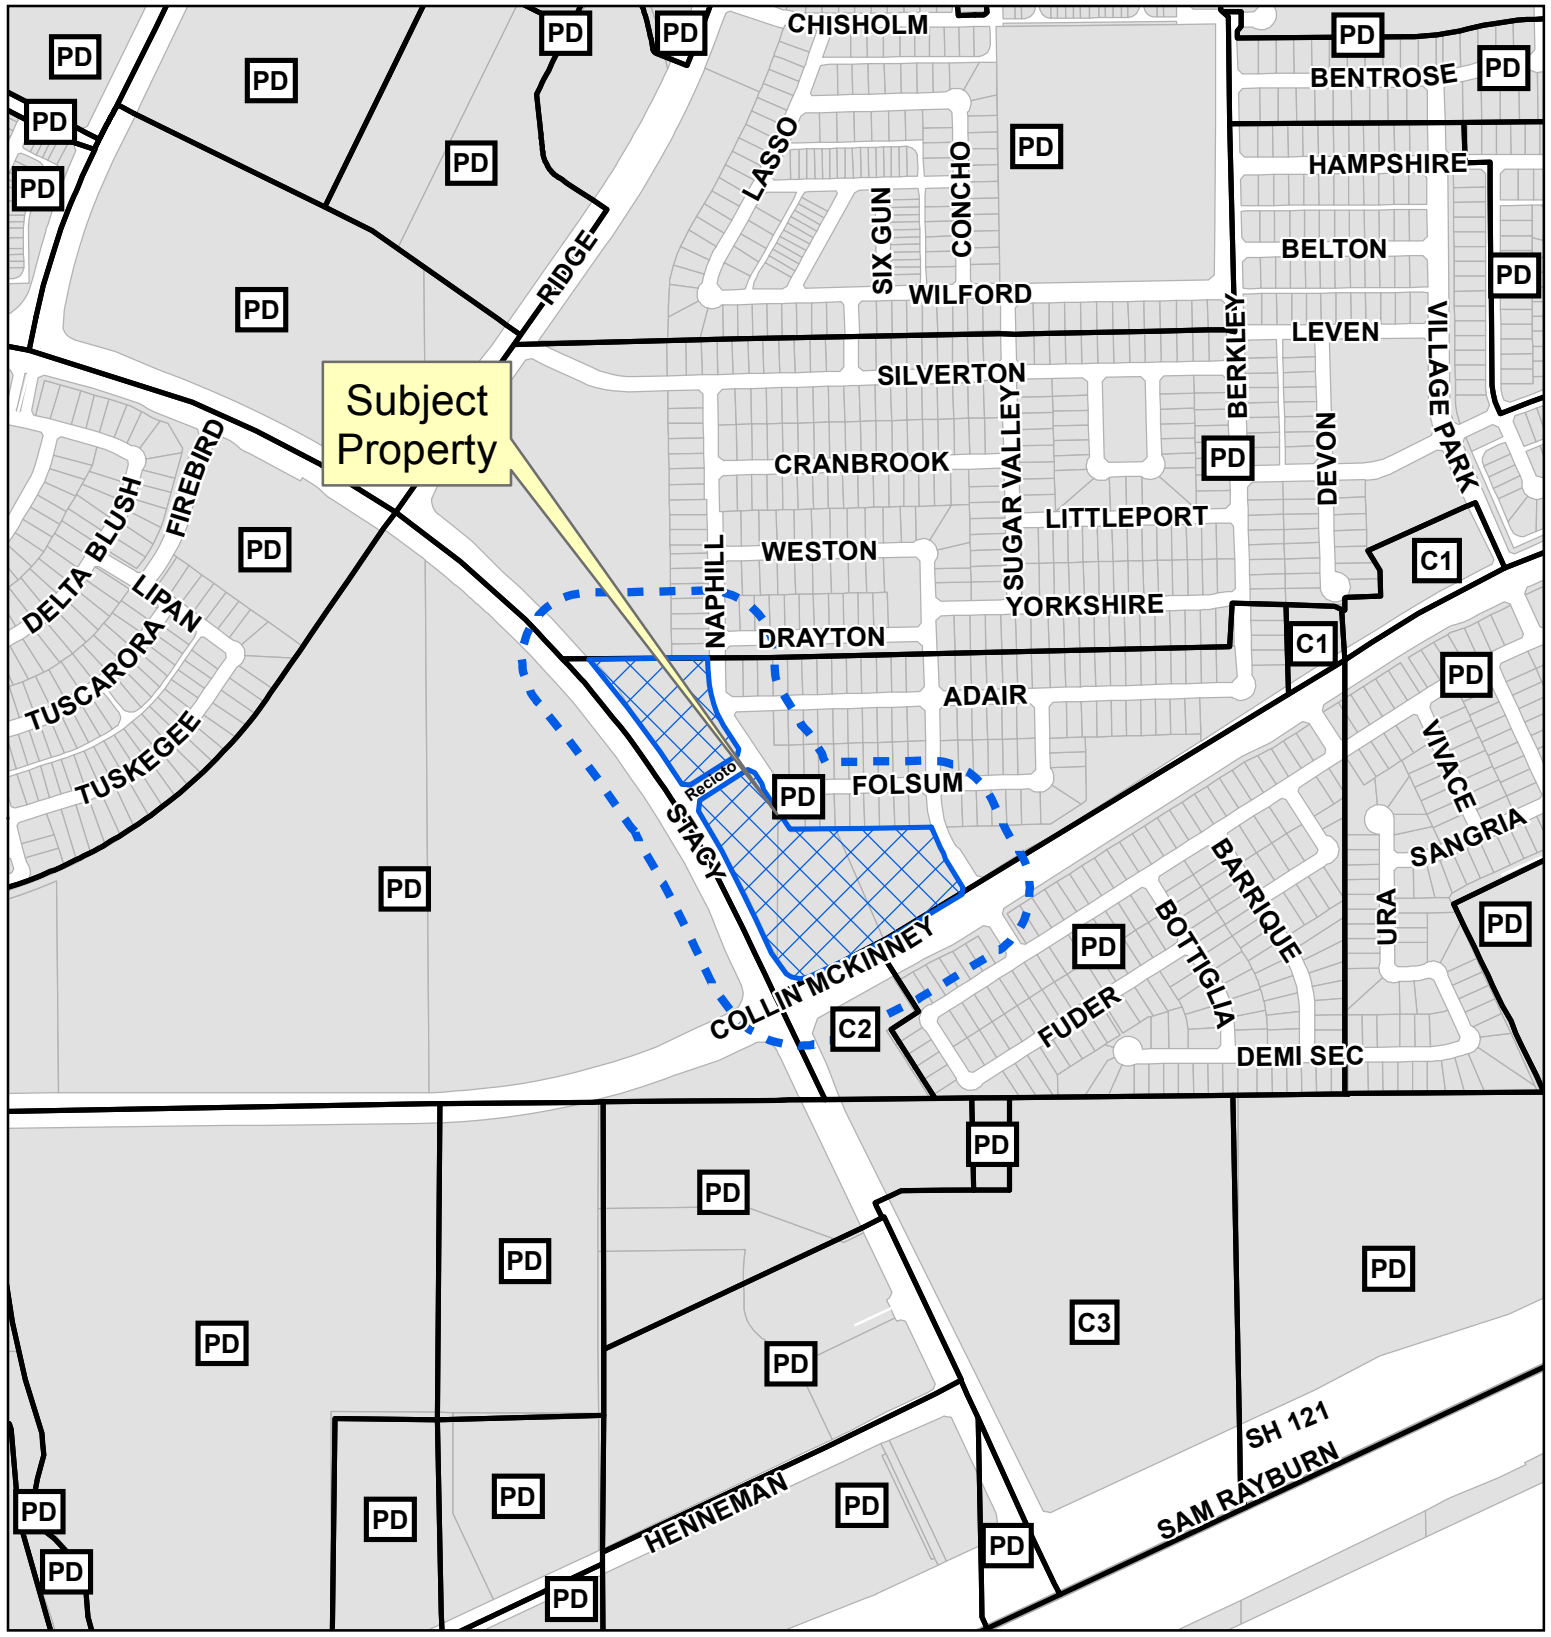 CHISHOLM
PD
PD
PD
BENTROSE
PD
PD
PD
PD
LASSO
PD
CONCHO
HAMPSHIRE
PD
PD
SIX GUN
BELTON
RIDGE
PD
PD
WILFORD
LEVEN
VILLAGE PARK
BERKLEY
Subject
Property
SILVERTON
SUGAR VALLEY
CRANBROOK
PD
DEVON
FIREBIRD
BLUSH
DELTA
LITTLEPORT
PD
WESTON
C1
NAPHILL
LIPAN
YORKSHIRE
DRAYTON
C1
TUSCARORA
PD
ADAIR
TUSKEGEE
VIVACE
Recioto
PD
FOLSUM
STACY
SANGRIA
BARRIQUE
PD
URA
PD
BOTTIGLIA
PD
COLLIN MCKINNEY
C2
FUDER
DEMI SEC
PD
PD
PD
PD
C3
PD
PD
SH 121
SAM RAYBURN
PD
HENNEMAN
PD
PD
PD
PD
PD
PD